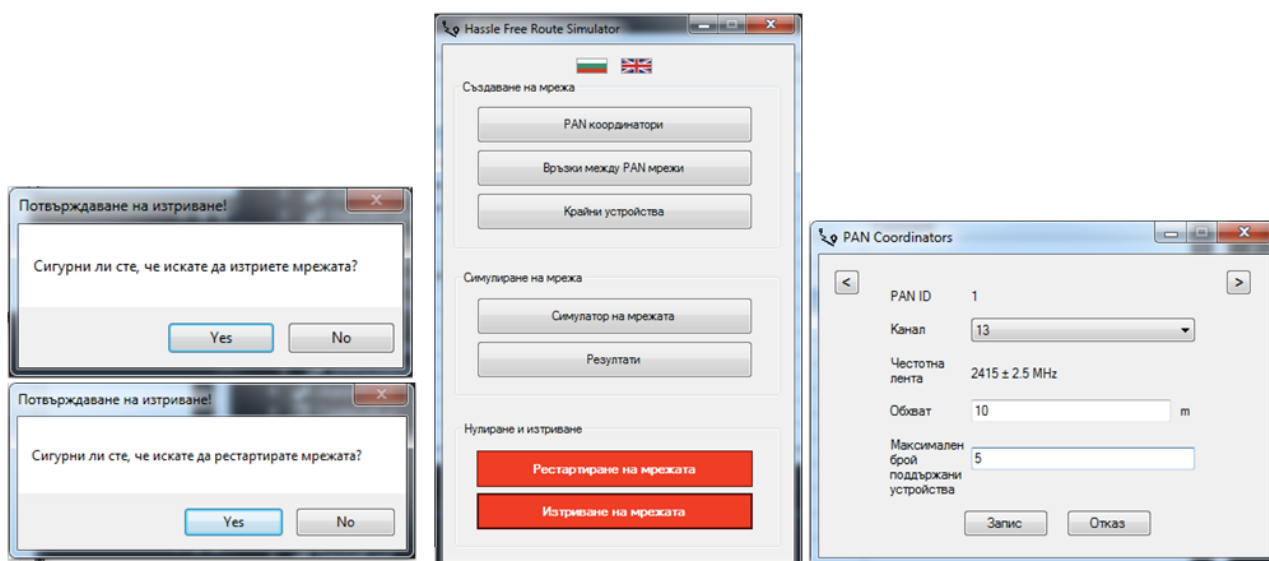 Потвърждаване на изтриване!
Сигурни ли сте, че искате да изтриете мрежата?
Yes No
Потвърждаване на изтриване!
Сигурни ли сте, че искате да рестартирате мрежата?
Yes No
Hassle Free Route Simulator
Създаване на мрежа
PAN координатори
Връзки между PAN мрежи
Крайни устройства
Симулиране на мрежа
Симулатор на мрежата
Резултати
Нулиране и изтриване
Рестартиране на мрежата
Изтриване на мрежата
PAN Coordinators
< >
PAN ID 1
Канал 13
Честотна
лента 2415 ± 2.5 MHz
Обхват 10 m
Максимален
брой
поддържани
устройства
5
Запис Отказ